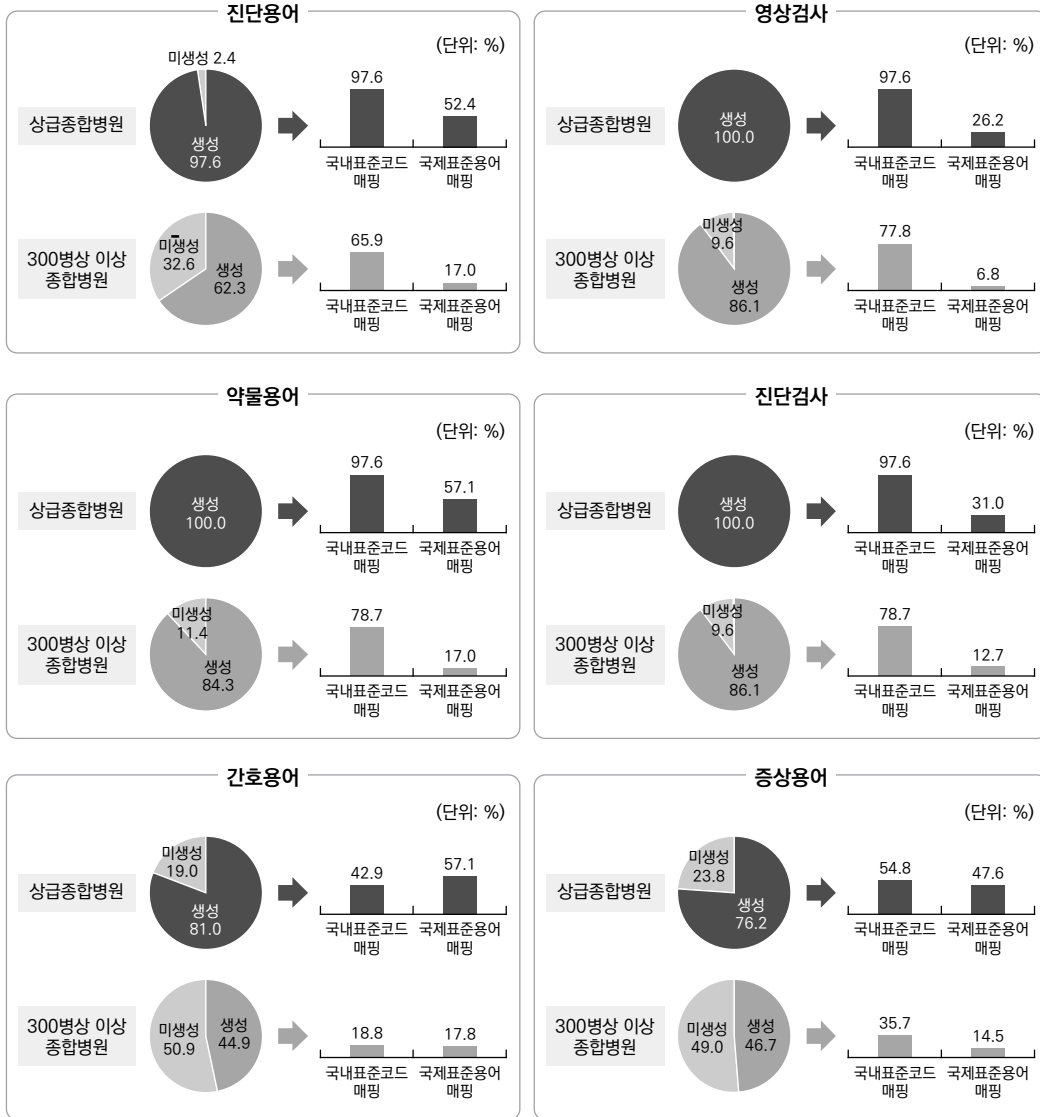 진단용어
(단위: %)
상급종합병원
미생성 2.4
생성
97.6
97.6
52.4
국내표준코드
매핑
국제표준용어
매핑
300병상 이상
종합병원
미생성
32.6
생성
62.3
65.9
17.0
국내표준코드
매핑
국제표준용어
매핑
영상검사
(단위: %)
상급종합병원
생성
100.0
97.6
26.2
국내표준코드
매핑
국제표준용어
매핑
300병상 이상
종합병원
미생성
9.6
생성
86.1
77.8
6.8
국내표준코드
매핑
국제표준용어
매핑
약물용어
(단위: %)
상급종합병원
생성
100.0
97.6
57.1
국내표준코드
매핑
국제표준용어
매핑
300병상 이상
종합병원
미생성
11.4
생성
84.3
78.7
17.0
국내표준코드
매핑
국제표준용어
매핑
진단검사
(단위: %)
상급종합병원
생성
100.0
97.6
31.0
국내표준코드
매핑
국제표준용어
매핑
300병상 이상
종합병원
미생성
9.6
생성
86.1
78.7
12.7
국내표준코드
매핑
국제표준용어
매핑
간호용어
(단위: %)
상급종합병원
미생성
19.0
생성
81.0
42.9
57.1
국내표준코드
매핑
국제표준용어
매핑
300병상 이상
종합병원
미생성
50.9
생성
44.9
18.8
17.8
국내표준코드
매핑
국제표준용어
매핑
증상용어
(단위: %)
상급종합병원
미생성
23.8
생성
76.2
54.8
47.6
국내표준코드
매핑
국제표준용어
매핑
300병상 이상
종합병원
미생성
49.0
생성
46.7
35.7
14.5
국내표준코드
매핑
국제표준용어
매핑